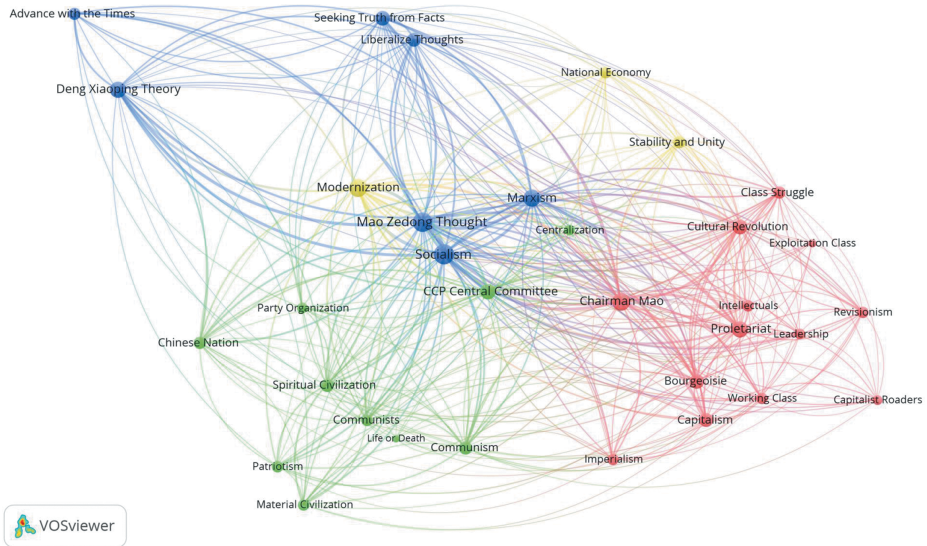 Advance with the Times
Seeking Truth from Facts
Liberalize Thoughts
National Economy
Deng Xiaoping Theory
Stability and Unity
Modernization
Class Struggle
Marxism
Mao Zedong Thought
Cultural Revolution
Centralization
Exploitation Class
Socialism
CCP Central Committee
Chairman Mao
Party Organization
Intellectuals
Revisionism
Proletariat
Leadership
Chinese Nation
Bourgeoisie
Spiritual Civilization
Working Class
Capitalist Roaders
Communists
Capitalism
Life or Death
Communism
Imperialism
Patriotism
Material Civilization
VOSviewer